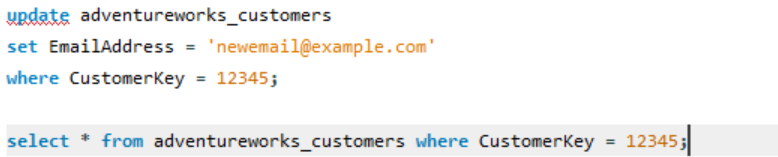 update adventureworks_customers
set EmailAddress = 'newemail@example.com'
where CustomerKey = 12345;
select * from adventureworks_customers where CustomerKey = 12345;